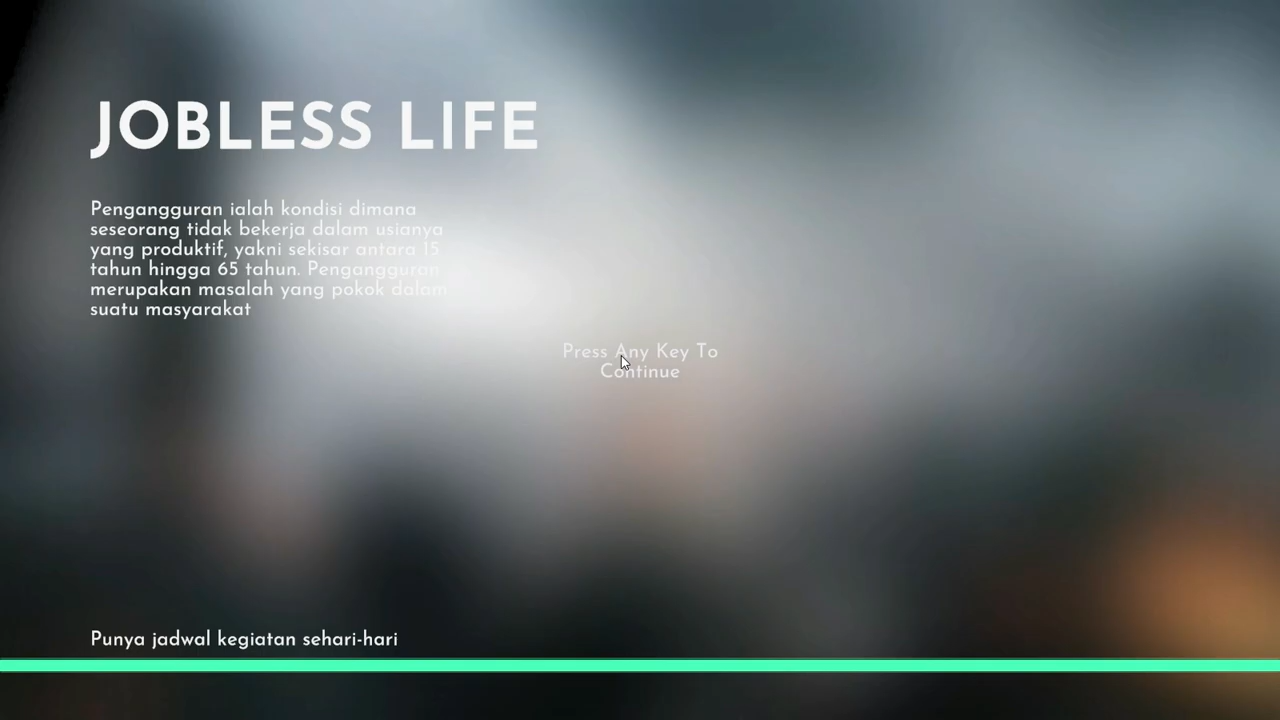 JOBLESS LIFE
Pengangguran ialah kondisi dimana
seseorang tidak bekerja dalam usianya
yang produktif, yakni sekisar antara 15
tahun hingga 65 tahun. Pengangguran
merupakan masalah yang pokok dalam
suatu masyarakat
Press Any Key To
Continue
Punya jadwal kegiatan sehari-hari